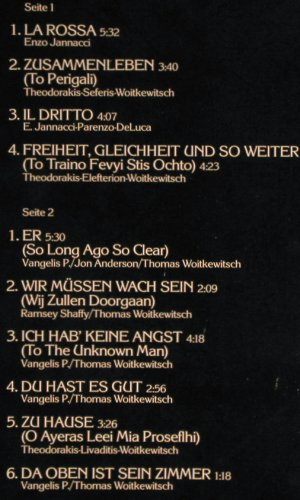 Seite 1
1. LA ROSSA 5:32
Enzo Jannacci
2. ZUSAMMENLEBEN 3:40
(To Perigali)
Theodorakis-Seferis-Woitkewitsch
3. IL DRITTO 4:07
E. Jannacci-Parenzo-DeLuca
4. FREIHEIT, GLEICHHEIT UND SO WEITER
(To Traino Fevyi Stis Ochto) 4:23
Theodorakis-Elefterion-Woitkewitsch
Seite 2
1. ER 5:30
(So Long Ago So Clear)
Vangelis P./Jon Anderson/Thomas Woitkewitsch
2. WIR MÜSSEN WACH SEIN 2:09
(Wij Zullen Doorgaan)
Ramsey Shaffy/Thomas Woitkewitsch
3. ICH HAB' KEINE ANGST 4:18
(To The Unknown Man)
Vangelis P./Thomas Woitkewitsch
4. DU HAST ES GUT 2:56
Vangelis P./Thomas Woitkewitsch
5. ZU HAUSE 3:26
(O Ayeras Leei Mia Proseflhi)
Theodorakis-Livaditis-Woitkewitsch
6. DA OBEN IST SEIN ZIMMER 1:18
Vangelis P./Thomas Woitkewitsch